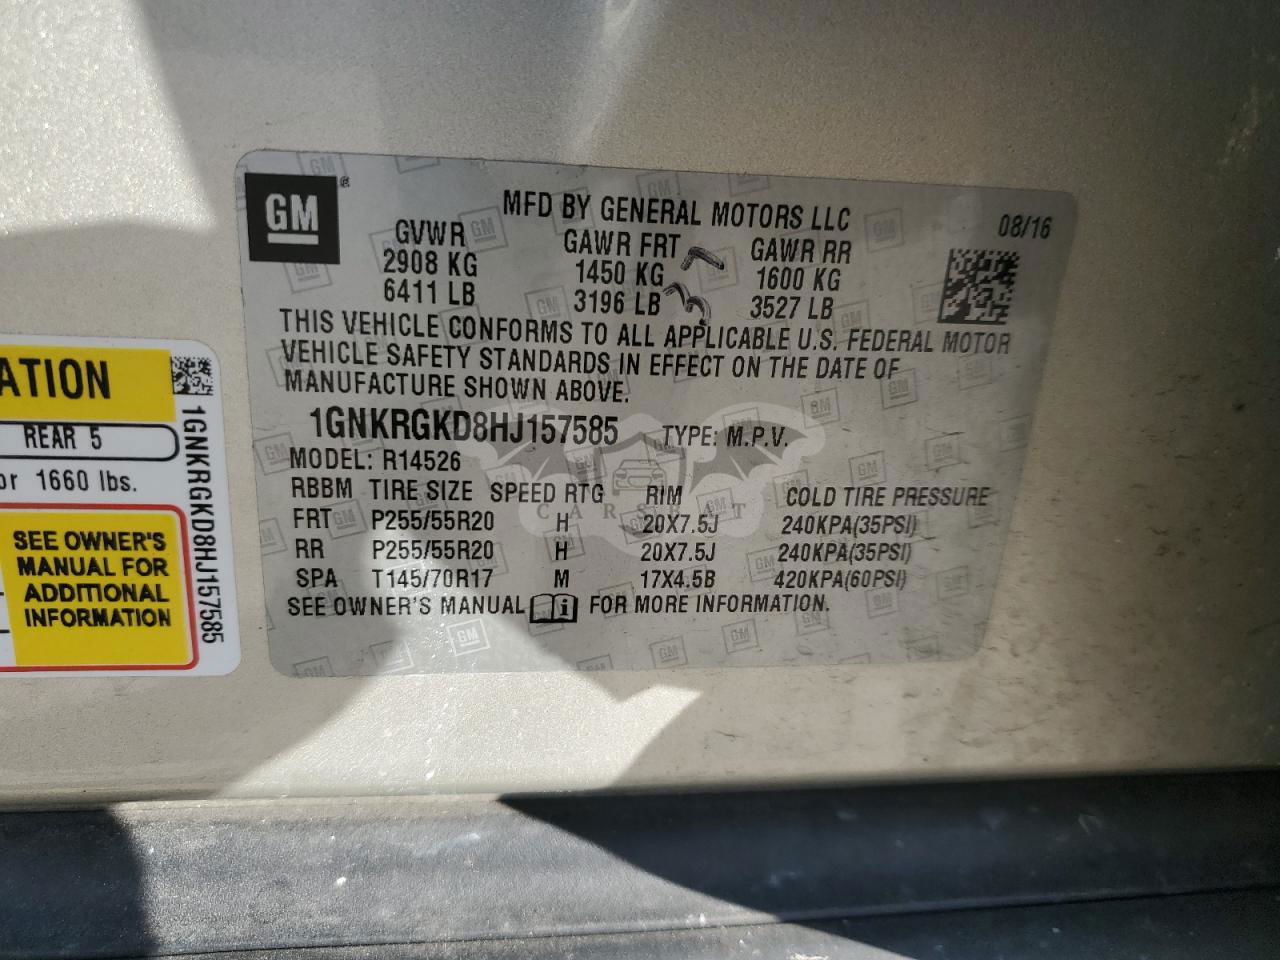 GM
MFD BY GENERAL MOTORS LLC
08/16
GVWR GAWR FRT GAWR RR
2908 KG 1450 KG 1600 KG
6411 LB 3196 LB 3527 LB
THIS VEHICLE CONFORMS TO ALL APPLICABLE U.S. FEDERAL MOTOR
VEHICLE SAFETY STANDARDS IN EFFECT ON THE DATE OF
MANUFACTURE SHOWN ABOVE.
1GNKRGKD8HJ157585 TYPE: M.P.V.
MODEL: R14526
RBBM TIRE SIZE SPEED RTG RIM COLD TIRE PRESSURE
FRT P255/55R20 H 20X7.5J 240KPA(35PSI)
RR P255/55R20 H 20X7.5J 240KPA(35PSI)
SPA T145/70R17 M 17X4.5B 420KPA(60PSI)
SEE OWNER'S MANUAL i FOR MORE INFORMATION.
ATION
REAR 5
or 1660 lbs.
SEE OWNER'S
MANUAL FOR
ADDITIONAL
INFORMATION
1GNKRGKD8HJ157585